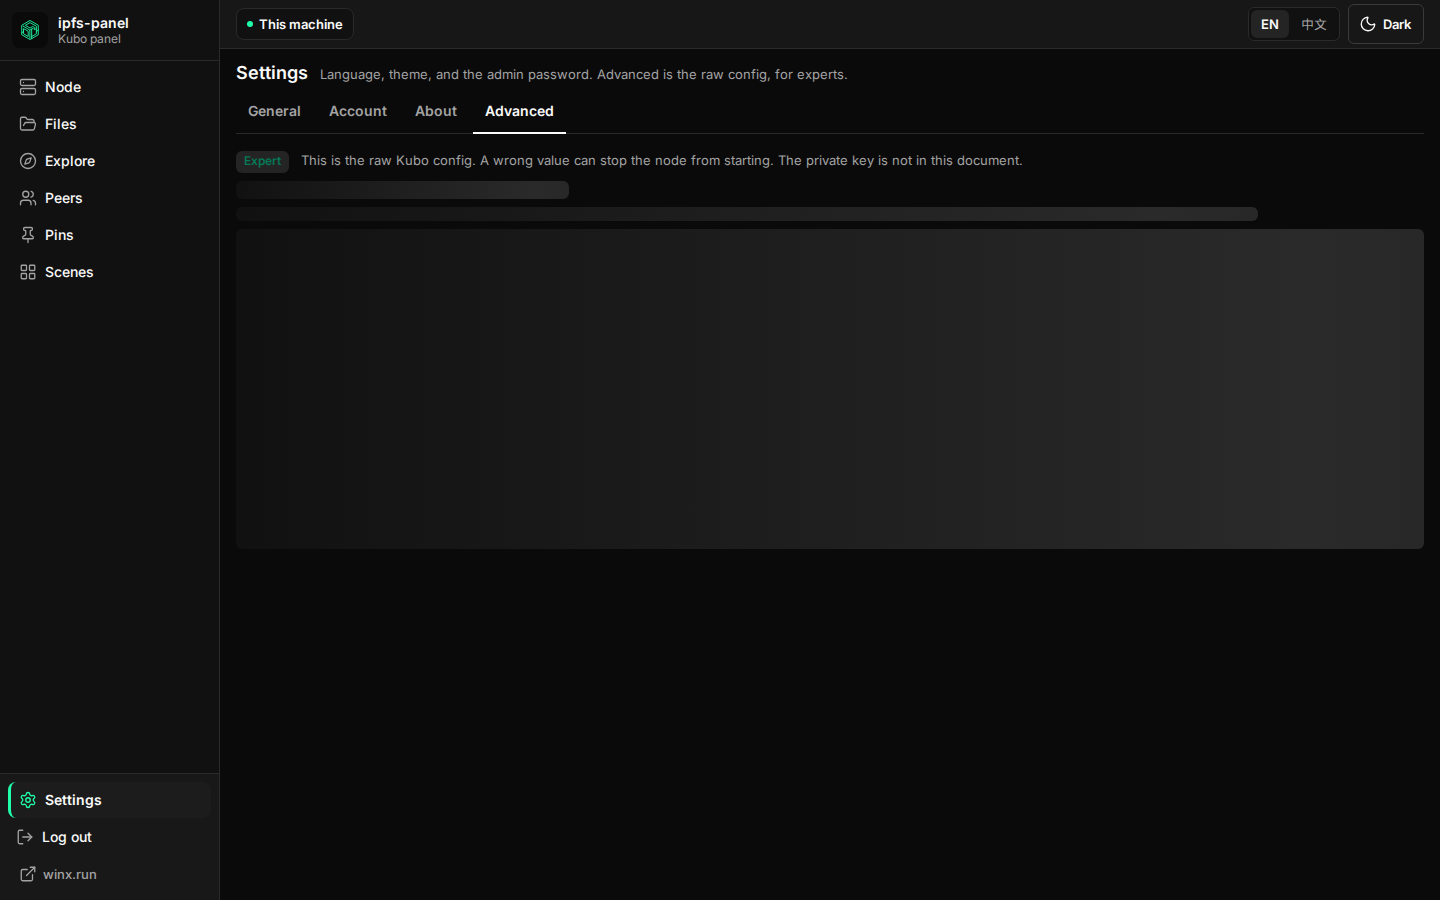 ipfs-panel
Kubo panel
Node
Files
Explore
Peers
Pins
Scenes
Settings
Log out
winx.run
This machine
EN
中文
Dark
Settings
Language, theme, and the admin password. Advanced is the raw config, for experts.
General
Account
About
Advanced
Expert
This is the raw Kubo config. A wrong value can stop the node from starting. The private key is not in this document.